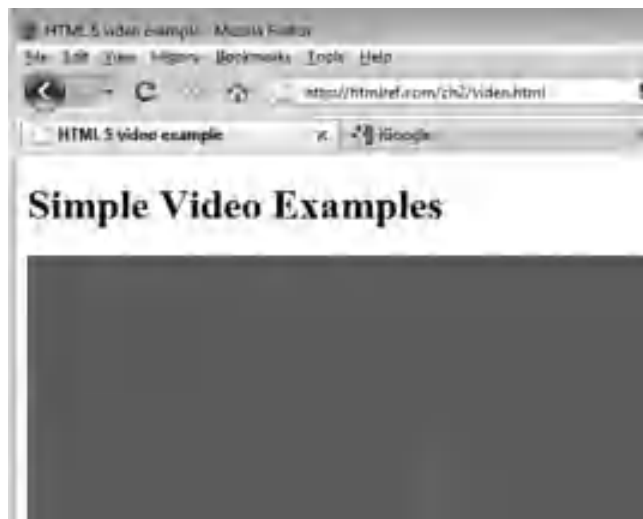 HTML 5 video example - Mozilla Firefox
File Edit View History Bookmarks Tools Help
http://htmlref.com/ch2/video.html
HTML 5 video example x iGoogle
Simple Video Examples